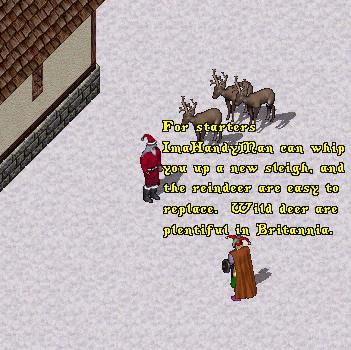 For starters
ImaHandyMan can whip
you up a new sleigh, and
the reindeer are easy to
replace. Wild deer are
plentiful in Britannia.